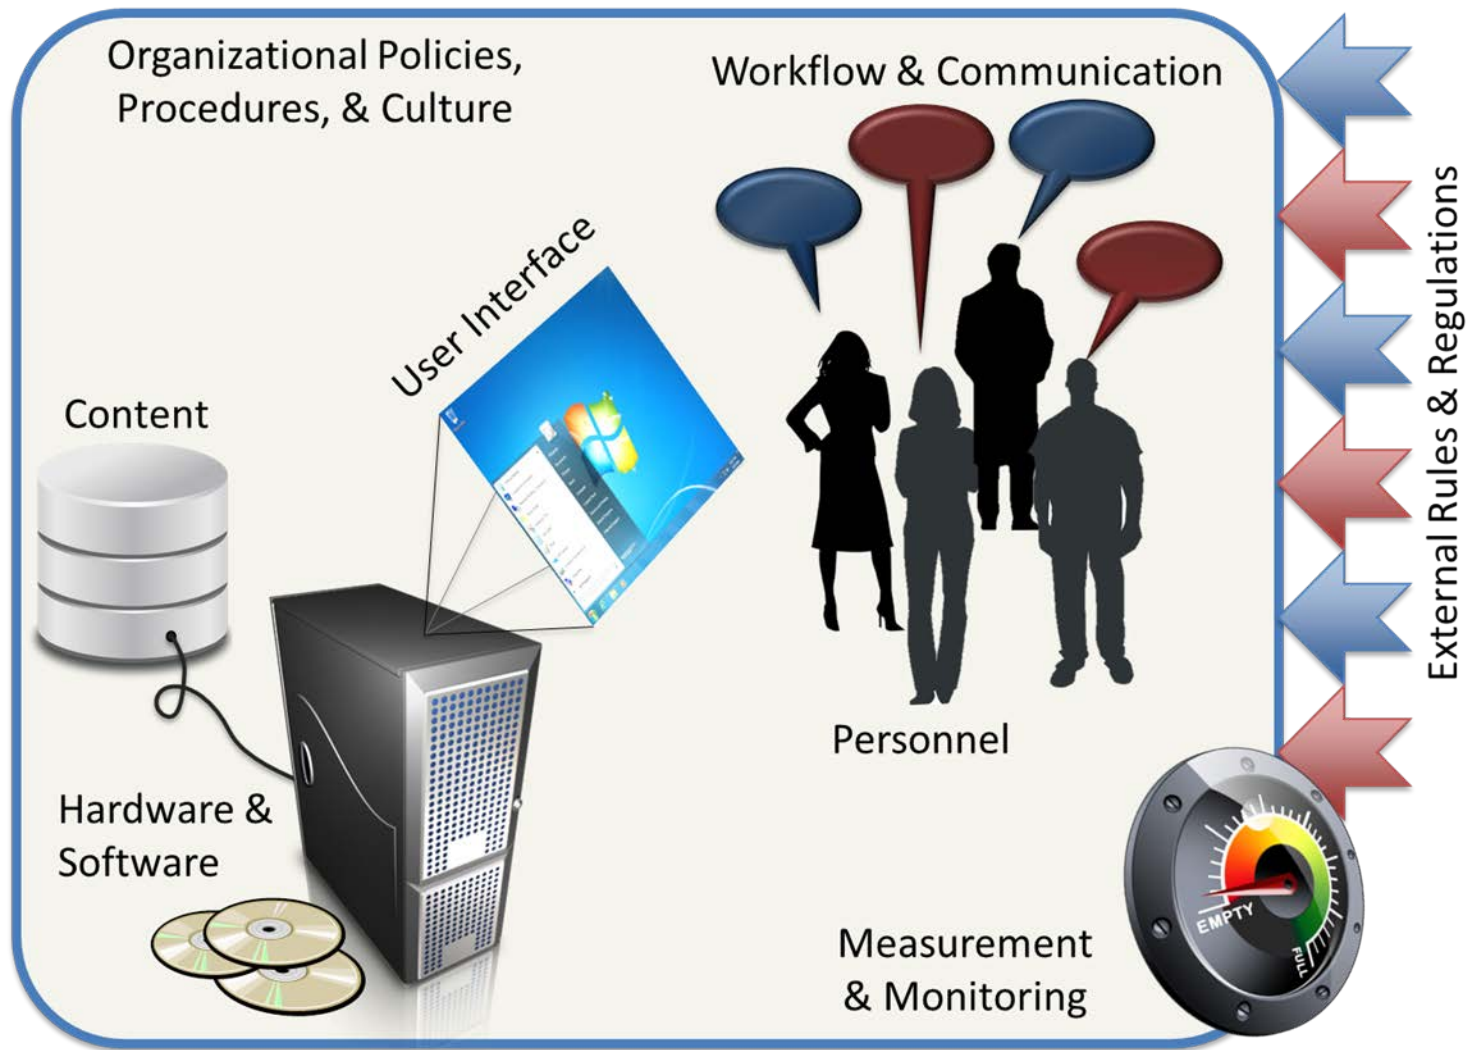 Organizational Policies,
Procedures, & Culture
Workflow & Communication
User Interface
Content
External Rules & Regulations
Personnel
Hardware &
Software
Measurement
& Monitoring
EMPTY
FULL